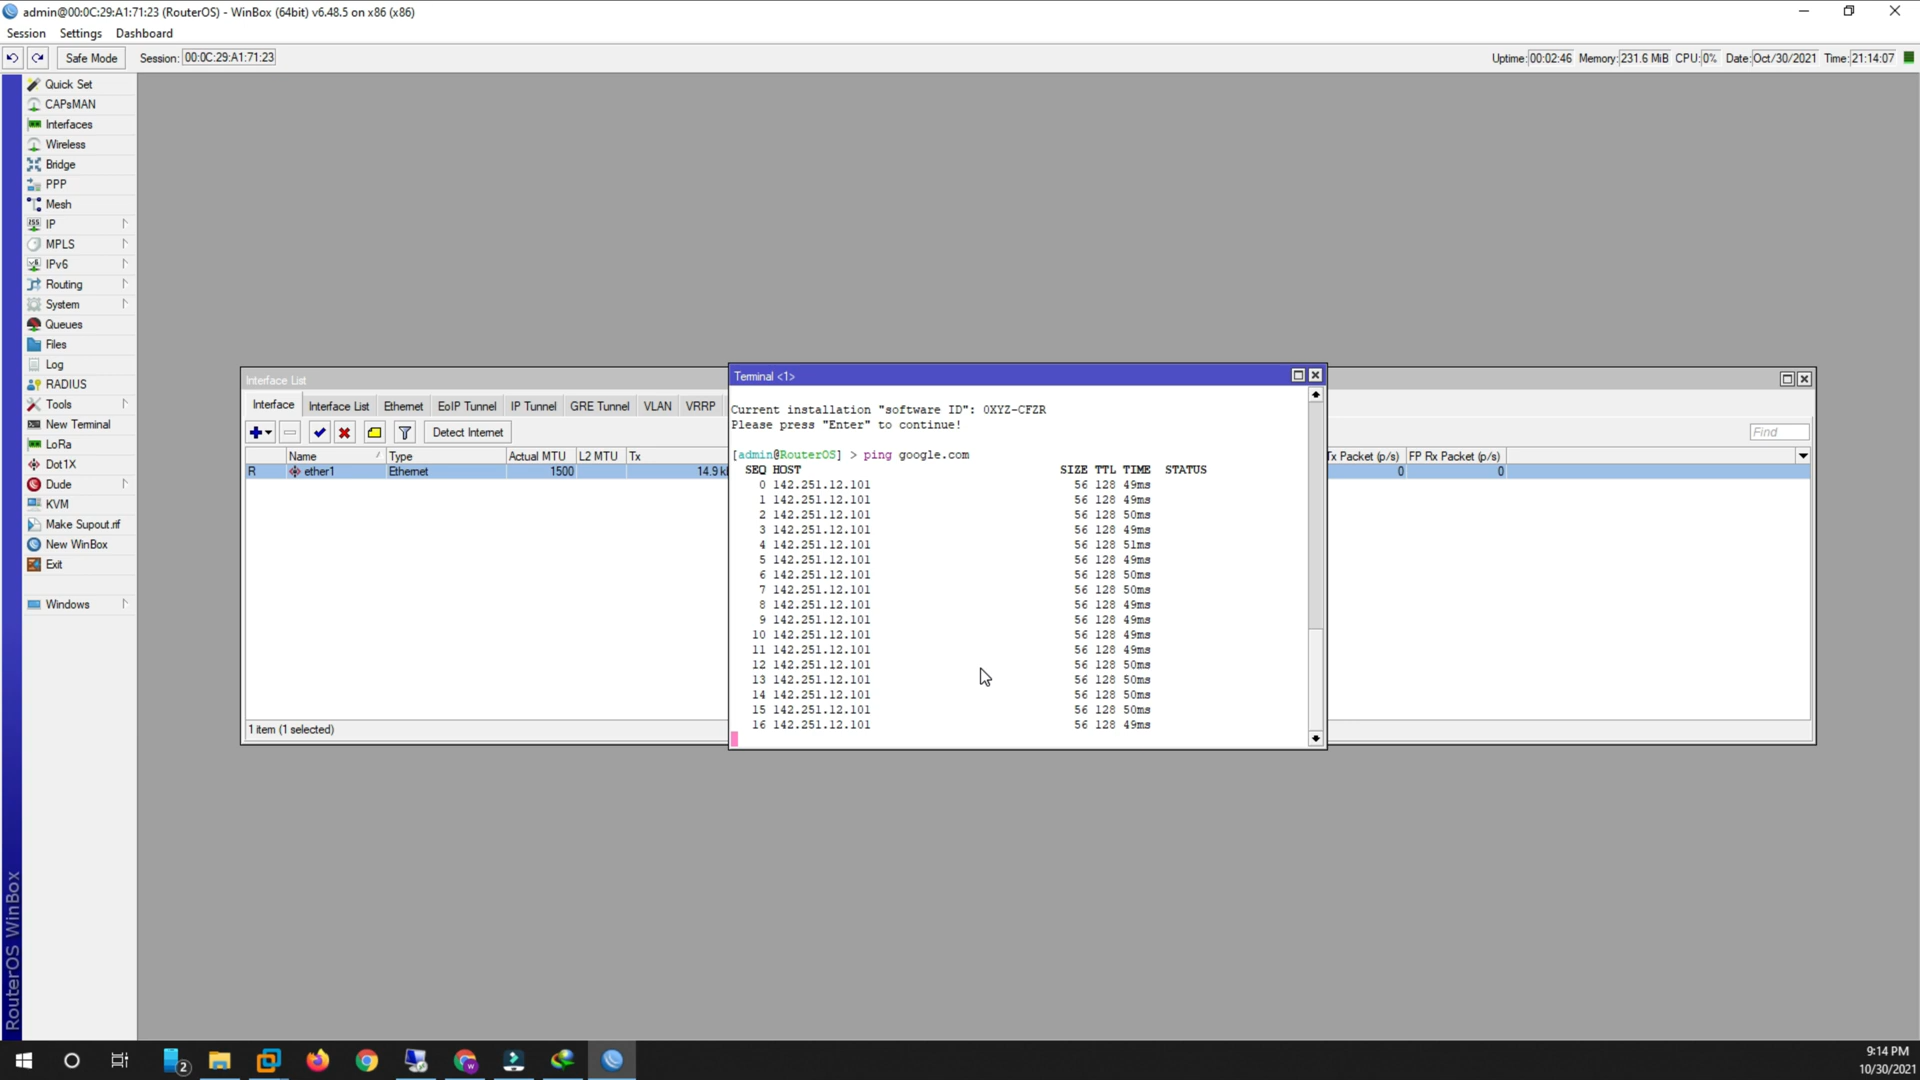 admin@00:0C:29:A1:71:23 (RouterOS) - WinBox (64bit) v6.48.5 on x86 (x86)
Session Settings Dashboard
Safe Mode Session: 00:0C:29:A1:71:23 Uptime: 00:02:46 Memory: 231.6 MiB CPU: 0% Date: Oct/30/2021 Time: 21:14:07
Quick Set
CAPsMAN
Interfaces
Wireless
Bridge
PPP
Mesh
IP
MPLS
IPv6
Routing
System
Queues
Files
Log
RADIUS
Tools
New Terminal
LoRa
Dot1X
Dude
KVM
Make Supout.rif
New WinBox
Exit
Windows
RouterOS WinBox
Interface List
Interface Interface List Ethernet EoIP Tunnel IP Tunnel GRE Tunnel VLAN VRRP
Detect Internet Find
Name Type Actual MTU L2 MTU Tx Tx Packet (p/s) FP Rx Packet (p/s)
R ether1 Ethernet 1500 14.9 0 0
1 item (1 selected)
Terminal <1>
Current installation "software ID": 0XYZ-CFZR
Please press "Enter" to continue!
[admin@RouterOS] > ping google.com
SEQ HOST SIZE TTL TIME STATUS
0 142.251.12.101 56 128 49ms
1 142.251.12.101 56 128 49ms
2 142.251.12.101 56 128 50ms
3 142.251.12.101 56 128 49ms
4 142.251.12.101 56 128 51ms
5 142.251.12.101 56 128 49ms
6 142.251.12.101 56 128 50ms
7 142.251.12.101 56 128 50ms
8 142.251.12.101 56 128 49ms
9 142.251.12.101 56 128 49ms
10 142.251.12.101 56 128 49ms
11 142.251.12.101 56 128 49ms
12 142.251.12.101 56 128 50ms
13 142.251.12.101 56 128 50ms
14 142.251.12.101 56 128 50ms
15 142.251.12.101 56 128 50ms
16 142.251.12.101 56 128 49ms
2
9:14 PM
10/30/2021